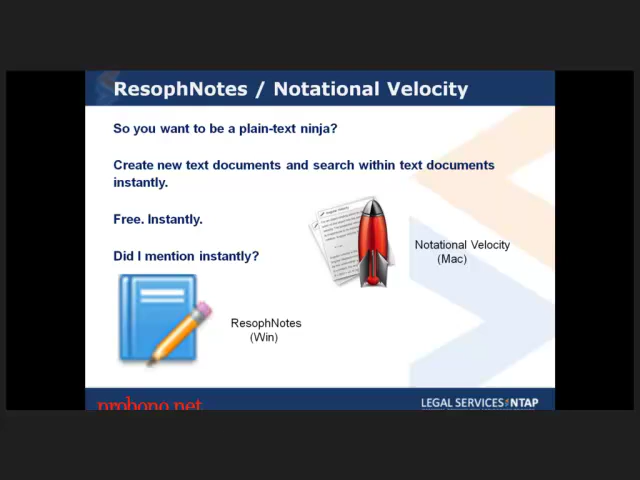 ResophNotes / Notational Velocity
So you want to be a plain-text ninja?
Create new text documents and search within text documents
instantly.
Free. Instantly.
Did I mention instantly?
Notational Velocity
(Mac)
ResophNotes
(Win)
probono.net
LEGAL SERVICES NTAP